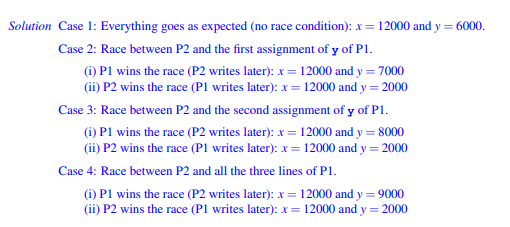 Solution Case 1: Everything goes as expected (no race condition): x = 12000 and y = 6000.
Case 2: Race between P2 and the first assignment of y of P1.
(i) P1 wins the race (P2 writes later): x = 12000 and y = 7000
(ii) P2 wins the race (P1 writes later): x = 12000 and y = 2000
Case 3: Race between P2 and the second assignment of y of P1.
(i) P1 wins the race (P2 writes later): x = 12000 and y = 8000
(ii) P2 wins the race (P1 writes later): x = 12000 and y = 2000
Case 4: Race between P2 and all the three lines of P1.
(i) P1 wins the race (P2 writes later): x = 12000 and y = 9000
(ii) P2 wins the race (P1 writes later): x = 12000 and y = 2000